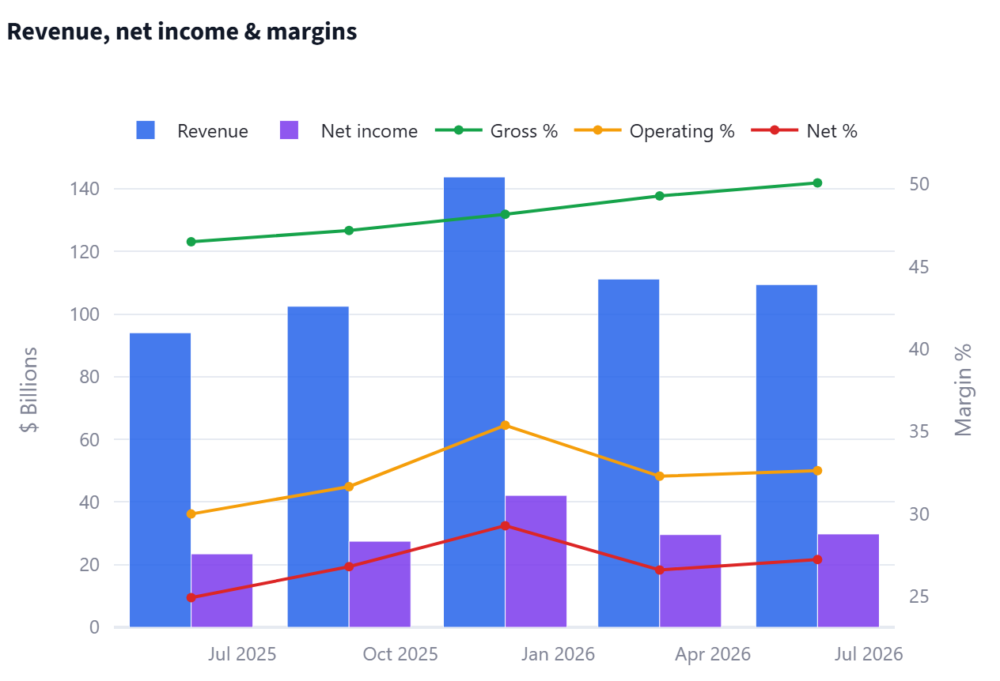 Revenue, net income & margins
Revenue Net income Gross % Operating % Net %
140
120
100
80
60
40
20
0
$ Billions
50
45
40
35
30
25
Margin %
Jul 2025 Oct 2025 Jan 2026 Apr 2026 Jul 2026